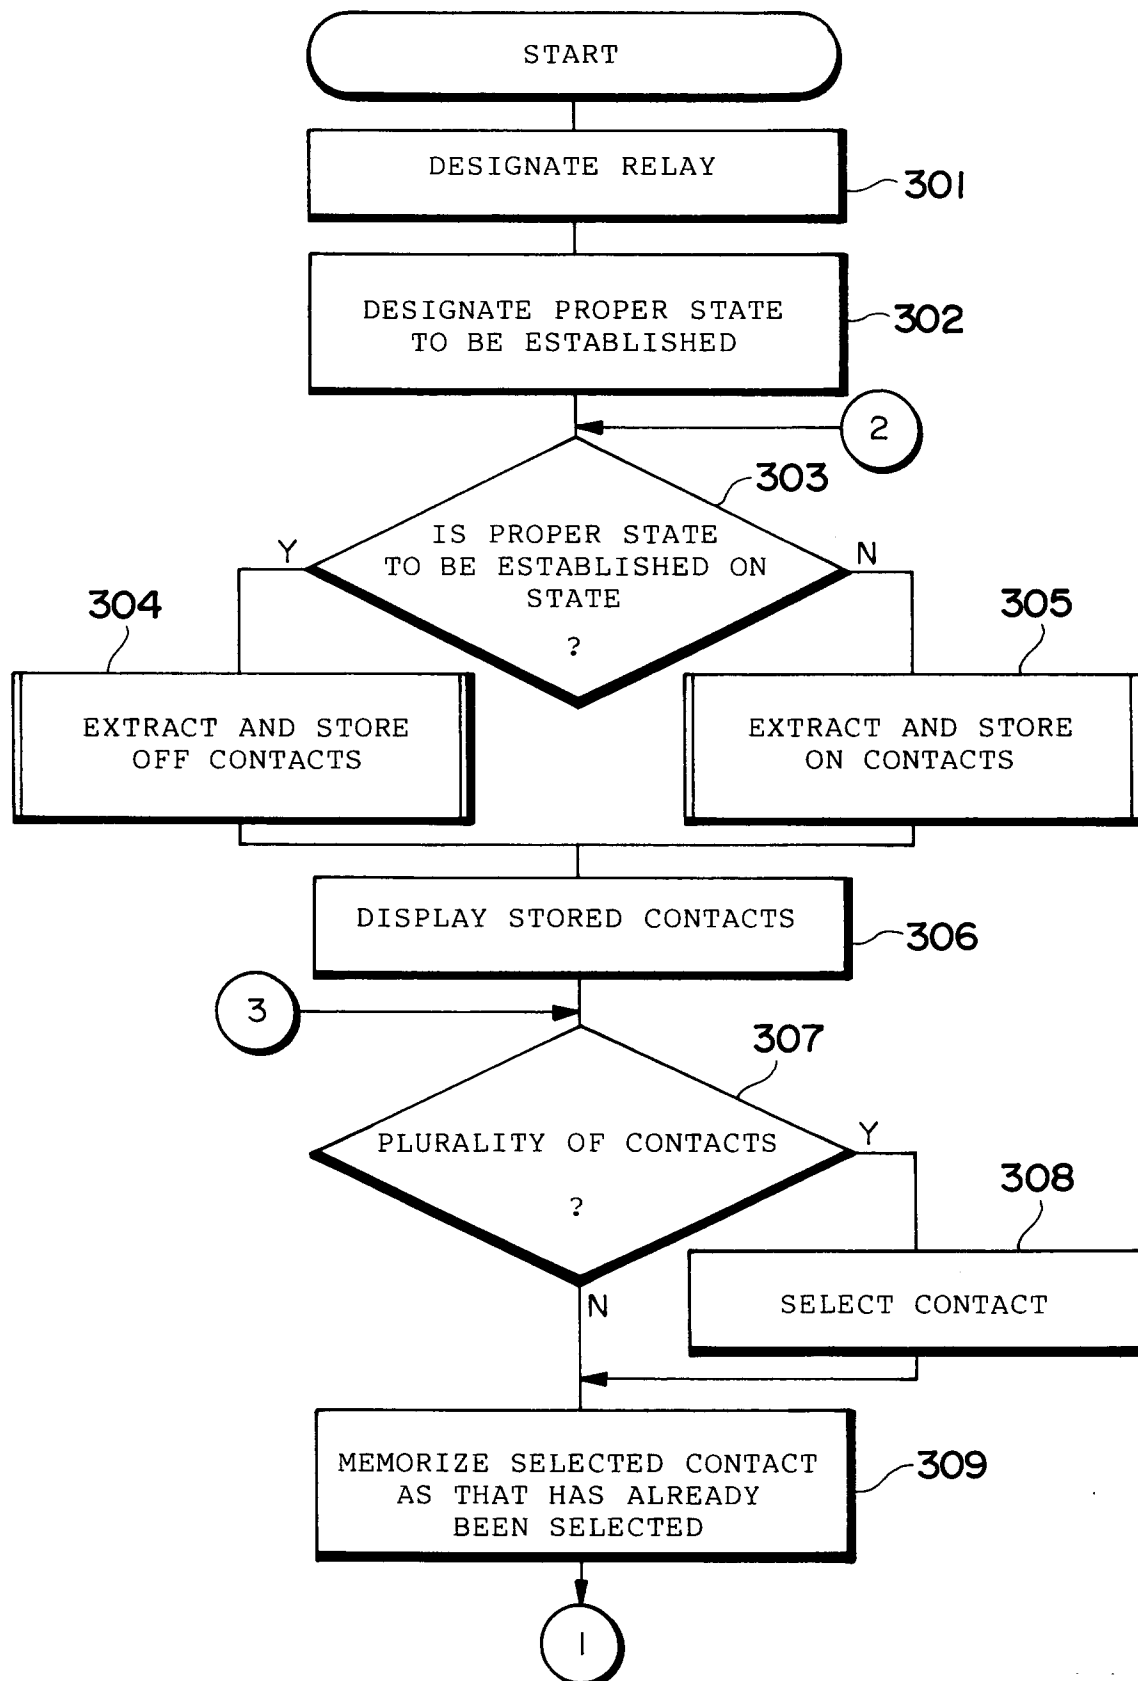 START
DESIGNATE RELAY
301
DESIGNATE PROPER STATE
TO BE ESTABLISHED
302
2
303
IS PROPER STATE
TO BE ESTABLISHED ON
STATE
?
Y
N
304
305
EXTRACT AND STORE
OFF CONTACTS
EXTRACT AND STORE
ON CONTACTS
DISPLAY STORED CONTACTS
306
3
307
PLURALITY OF CONTACTS
?
Y
308
N
SELECT CONTACT
MEMORIZE SELECTED CONTACT
AS THAT HAS ALREADY
BEEN SELECTED
309
1